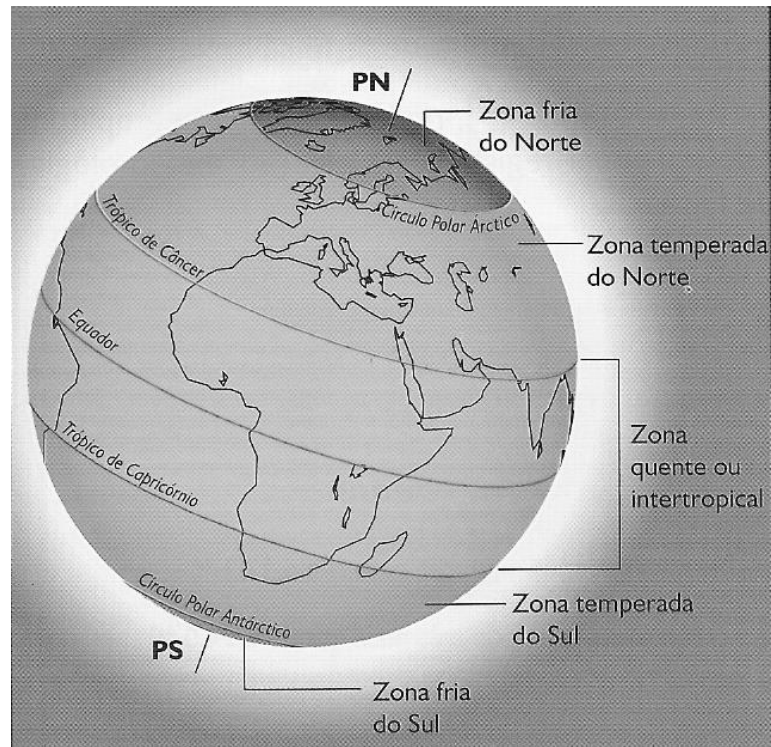 PN
Zona fria
do Norte
Círculo Polar Árctico
Trópico de Câncer
Zona temperada
do Norte
Equador
Zona
quente ou
intertropical
Trópico de Capricórnio
Zona temperada
do Sul
Círculo Polar Antárctico
PS
Zona fria
do Sul